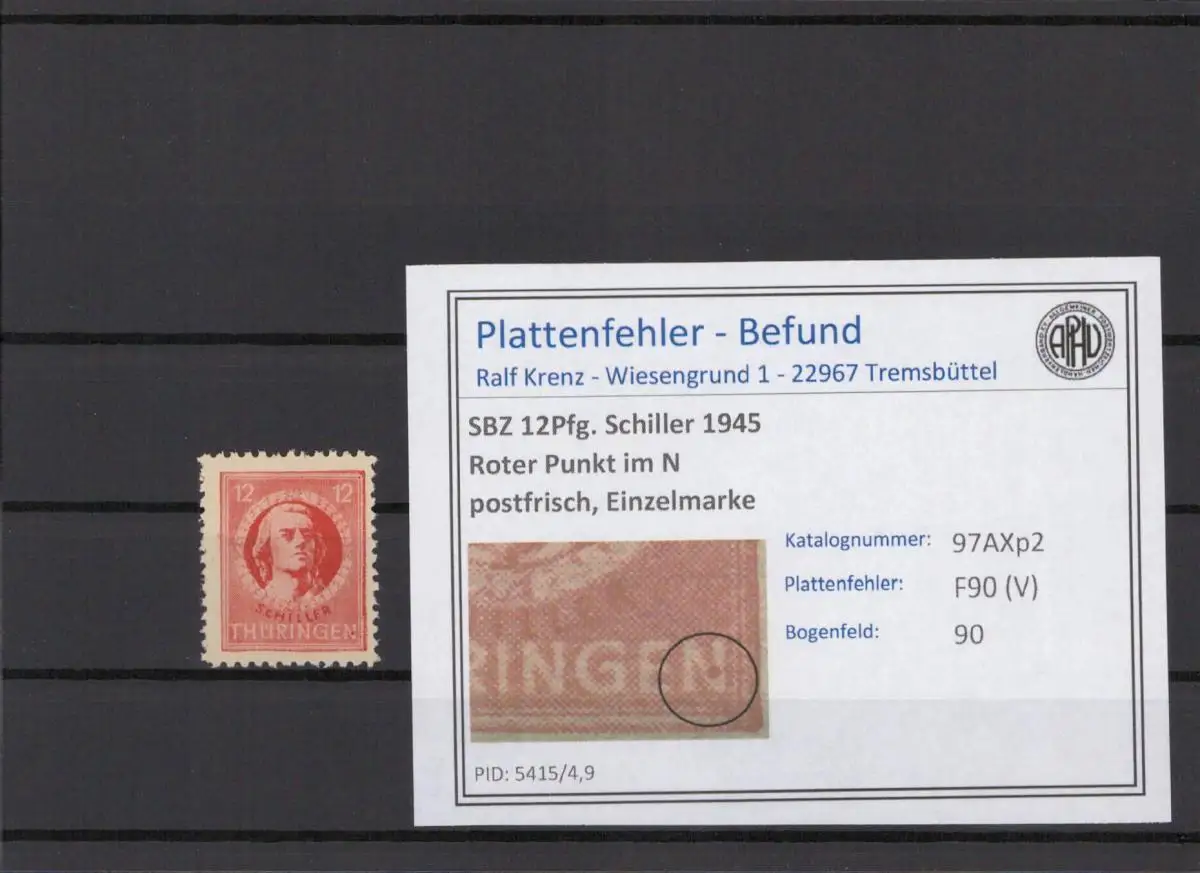 12 12
SCHILLER
THÜRINGEN
Plattenfehler - Befund
Ralf Krenz - Wiesengrund 1 - 22967 Tremsbüttel
APHV
SBZ 12Pfg. Schiller 1945
Roter Punkt im N
postfrisch, Einzelmarke
RINGEN
Katalognummer: 97AXp2
Plattenfehler: F90 (V)
Bogenfeld: 90
PID: 5415/4,9